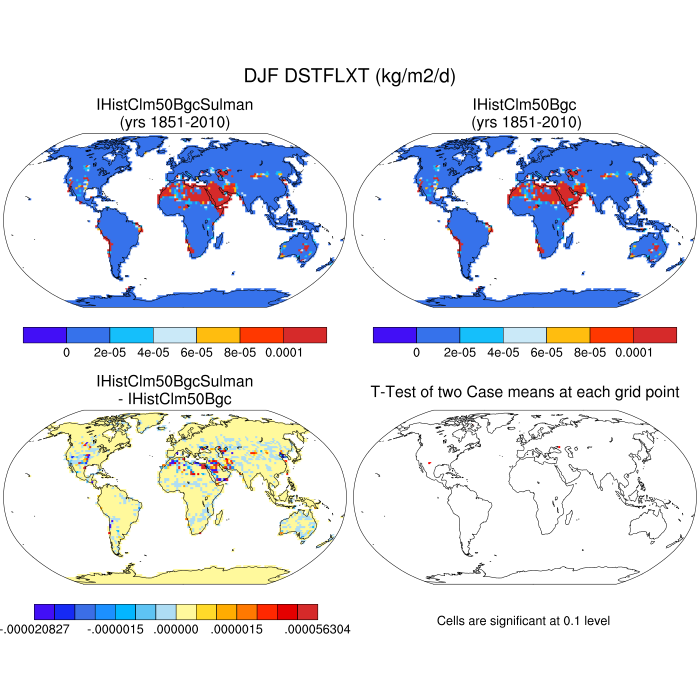 DJF DSTFLXT (kg/m2/d)
IHistClm50BgcSulman
(yrs 1851-2010)
IHistClm50Bgc
(yrs 1851-2010)
0 2e-05 4e-05 6e-05 8e-05 0.0001
0 2e-05 4e-05 6e-05 8e-05 0.0001
IHistClm50BgcSulman
- IHistClm50Bgc
T-Test of two Case means at each grid point
-.000020827 -.0000015 .000000 .0000015 .000056304
Cells are significant at 0.1 level